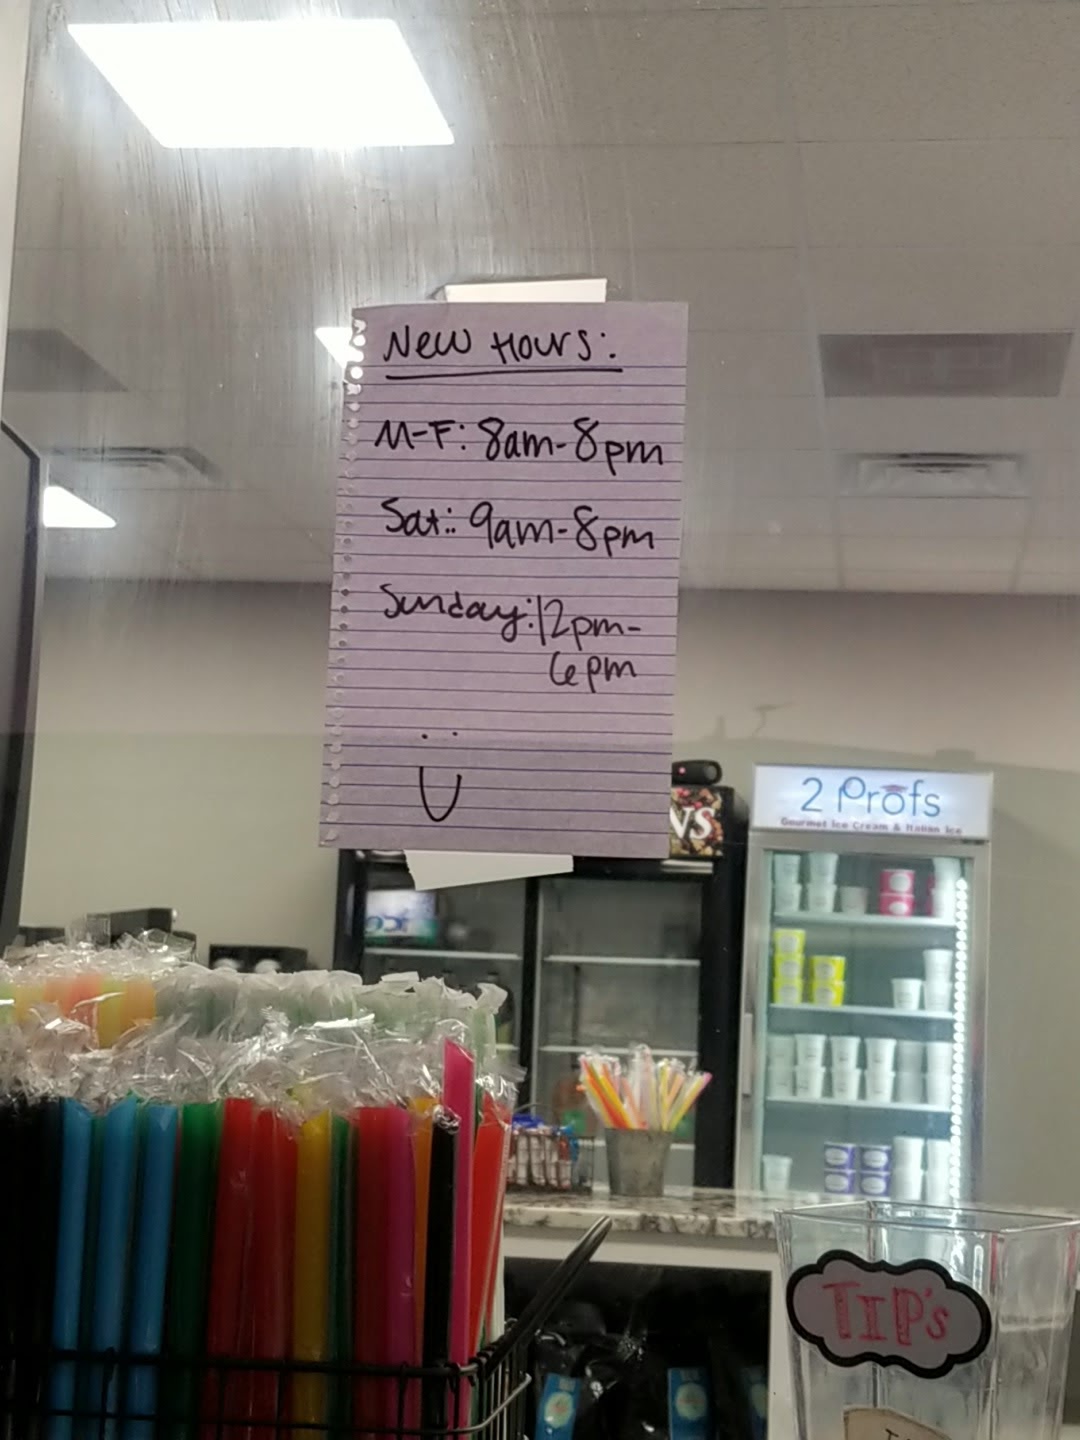 New Hours:
M-F: 8am-8pm
Sat: 9am-8pm
Sunday: 12pm-
6pm
2 Profs
Gourmet Ice Cream & Italian Ice
TIP's